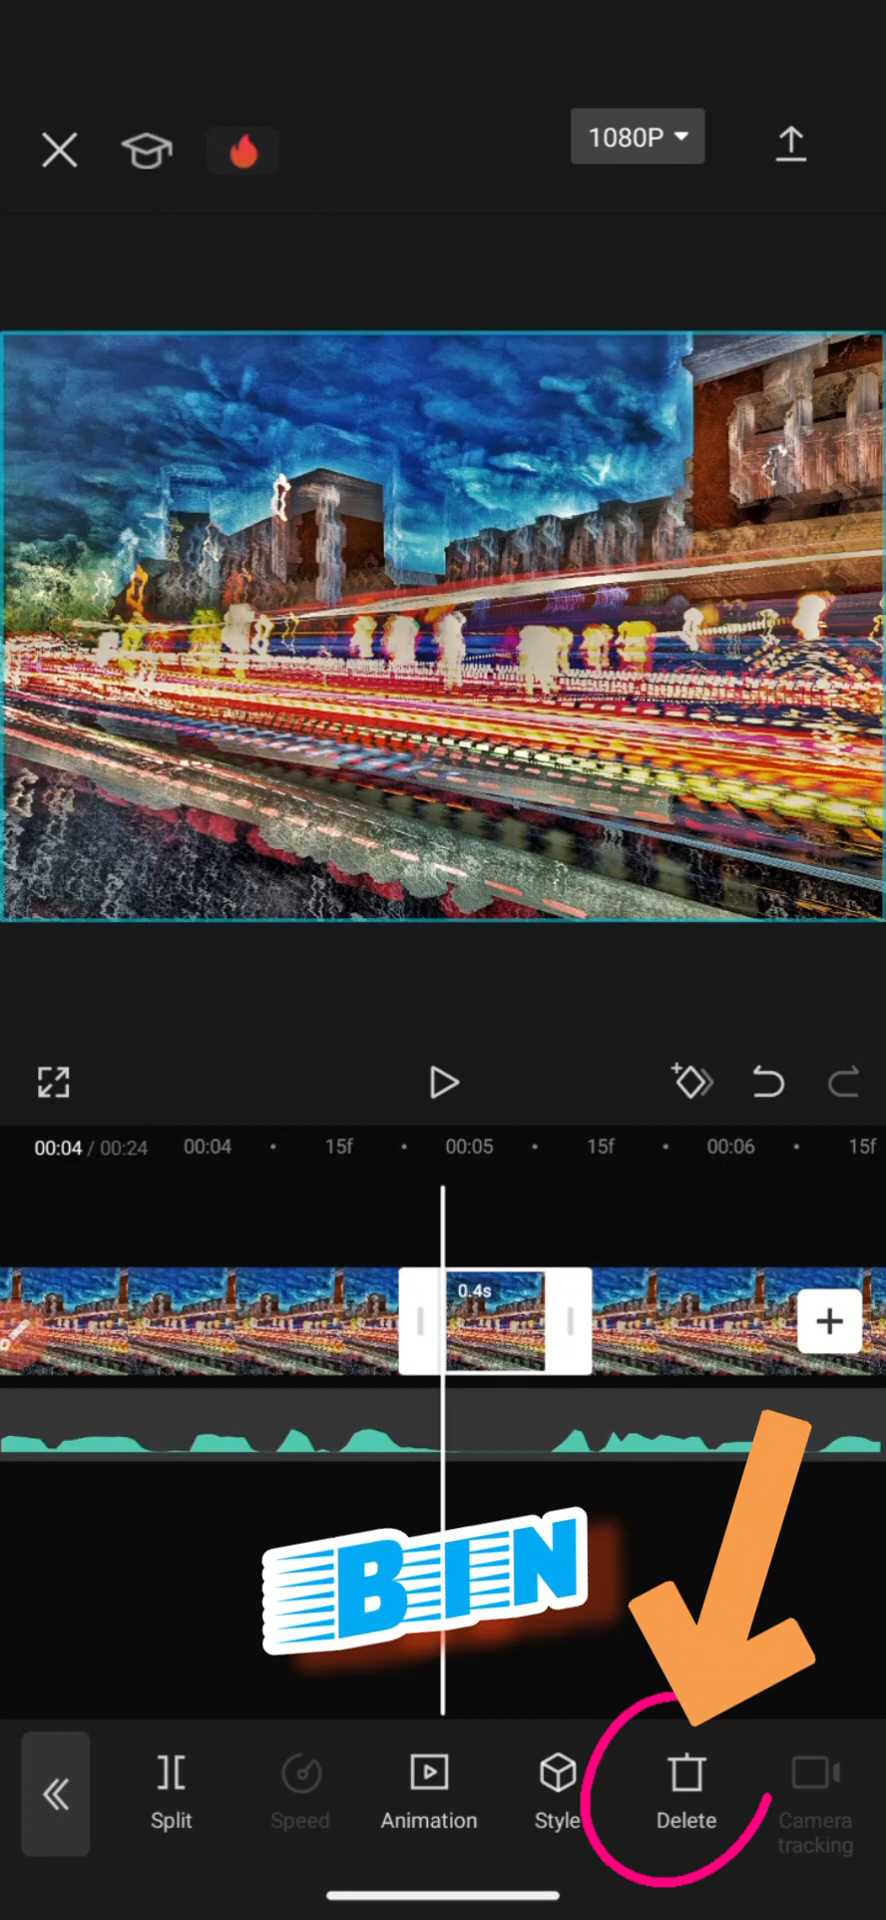 1080P
00:04 / 00:24 00:04 15f 00:05 15f 00:06 15f
0.4s
BIN
Split Speed Animation Style Delete Camera
tracking